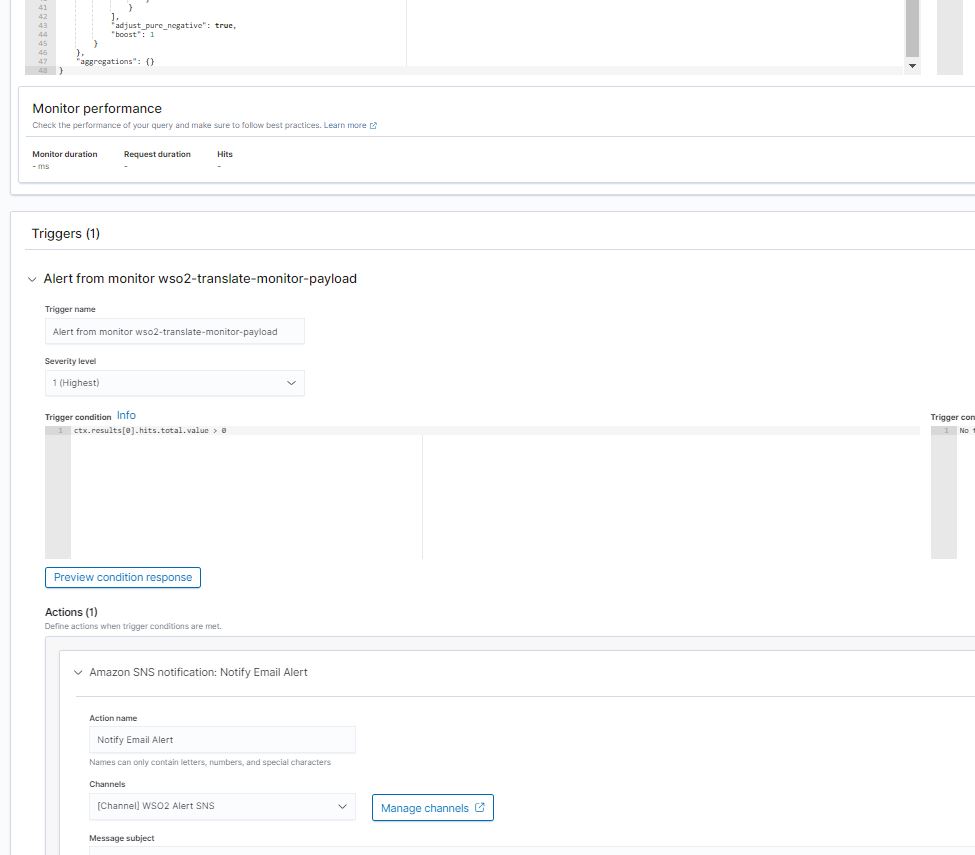 41 }
42 ],
43 "adjust_pure_negative": true,
44 "boost": 1
45 }
46 },
47 "aggregations": {}
48 }
Monitor performance
Check the performance of your query and make sure to follow best practices. Learn more
Monitor duration Request duration Hits
- ms - -
Triggers (1)
Alert from monitor wso2-translate-monitor-payload
Trigger name
Alert from monitor wso2-translate-monitor-payload
Severity level
1 (Highest)
Trigger condition Info
1 ctx.results[0].hits.total.value > 0
Trigger con
1 No
Preview condition response
Actions (1)
Define actions when trigger conditions are met.
Amazon SNS notification: Notify Email Alert
Action name
Notify Email Alert
Names can only contain letters, numbers, and special characters
Channels
[Channel] WSO2 Alert SNS
Manage channels
Message subject